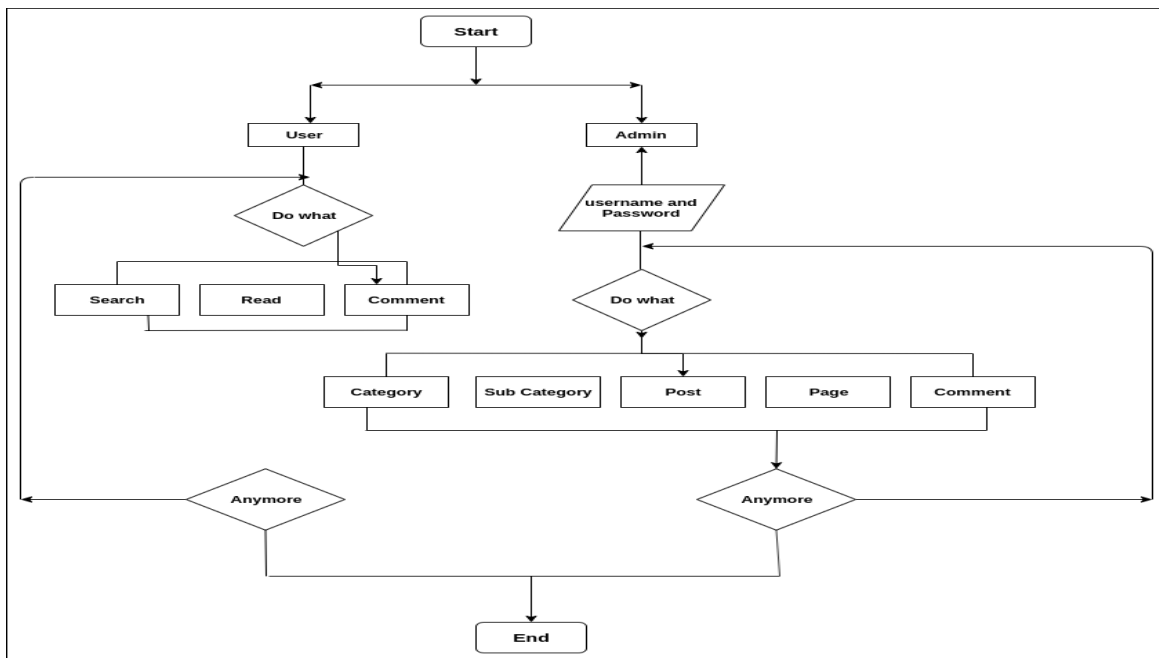 Start
User
Admin
Do what
username and
Password
Search
Read
Comment
Do what
Category
Sub Category
Post
Page
Comment
Anymore
Anymore
End